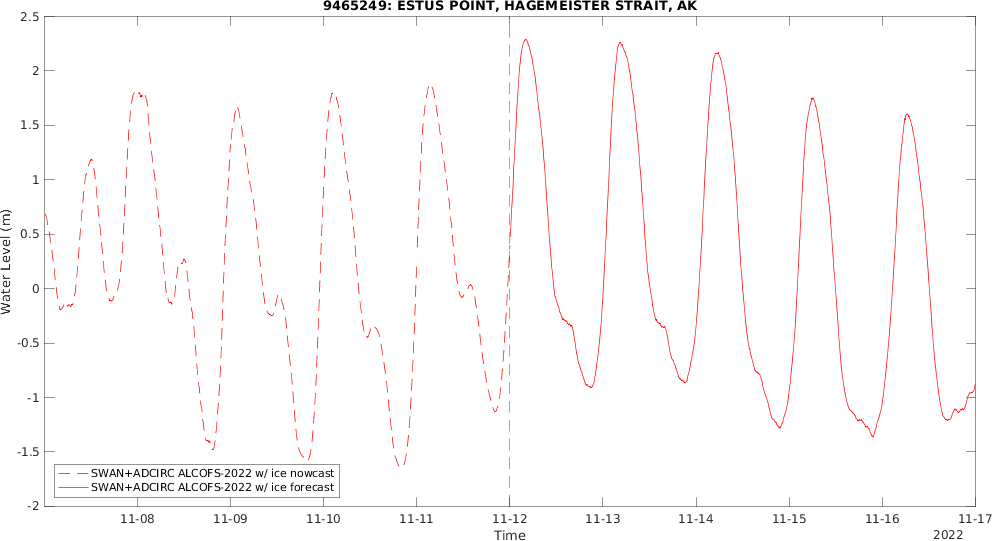 9465249: ESTUS POINT, HAGEMEISTER STRAIT, AK
2.5
2
1.5
1
0.5
0
-0.5
-1
-1.5
-2
Water Level (m)
SWAN+ADCIRC ALCOFS-2022 w/ ice nowcast
SWAN+ADCIRC ALCOFS-2022 w/ ice forecast
11-08 11-09 11-10 11-11 11-12 11-13 11-14 11-15 11-16 11-17
Time
2022